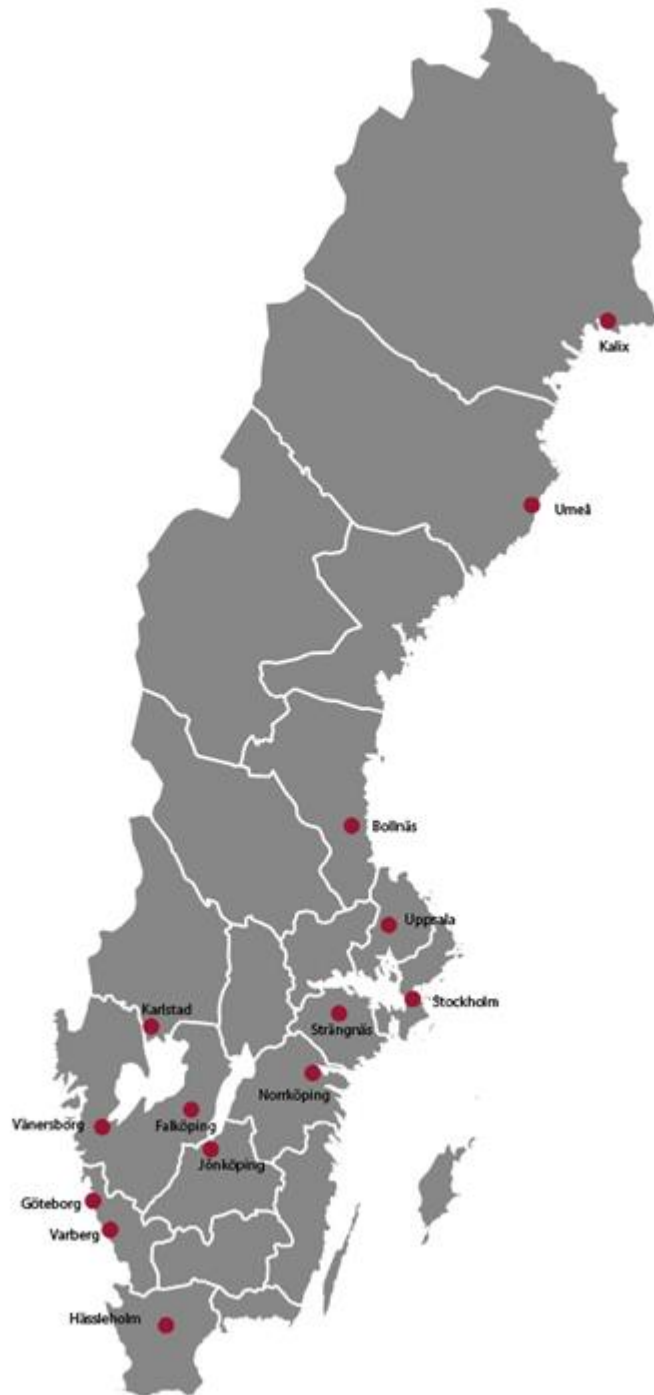 Kalix
Umeå
Bollnäs
Uppsala
Stockholm
Karlstad
Strängnäs
Norrköping
Falköping
Vänersborg
Jönköping
Göteborg
Varberg
Hässleholm